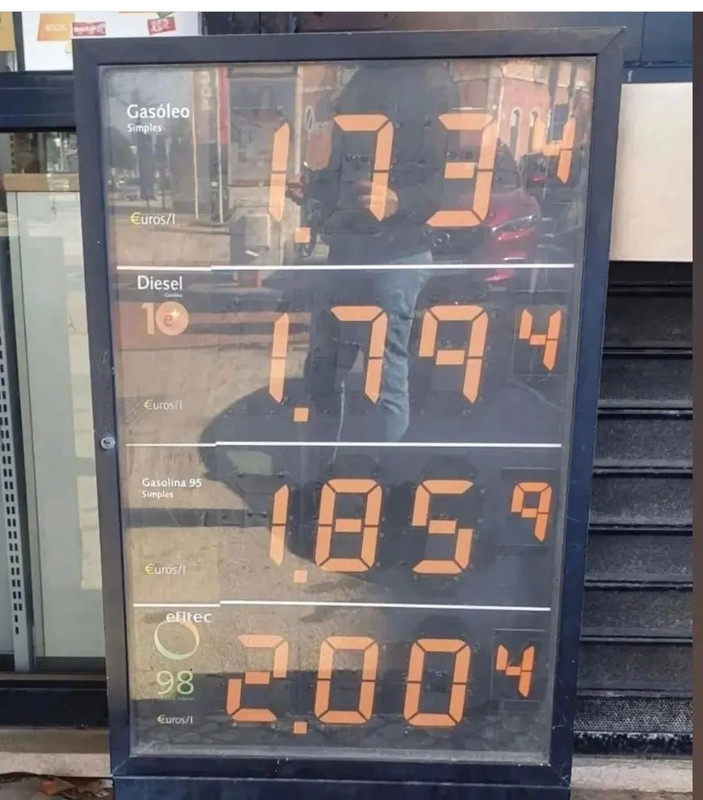 Gasóleo
Simples
1.734
€uros/l
Diesel
10 e+
1.794
€uros/l
Gasolina 95
Simples
1.859
€uros/l
efitec
98
2.004
€uros/l